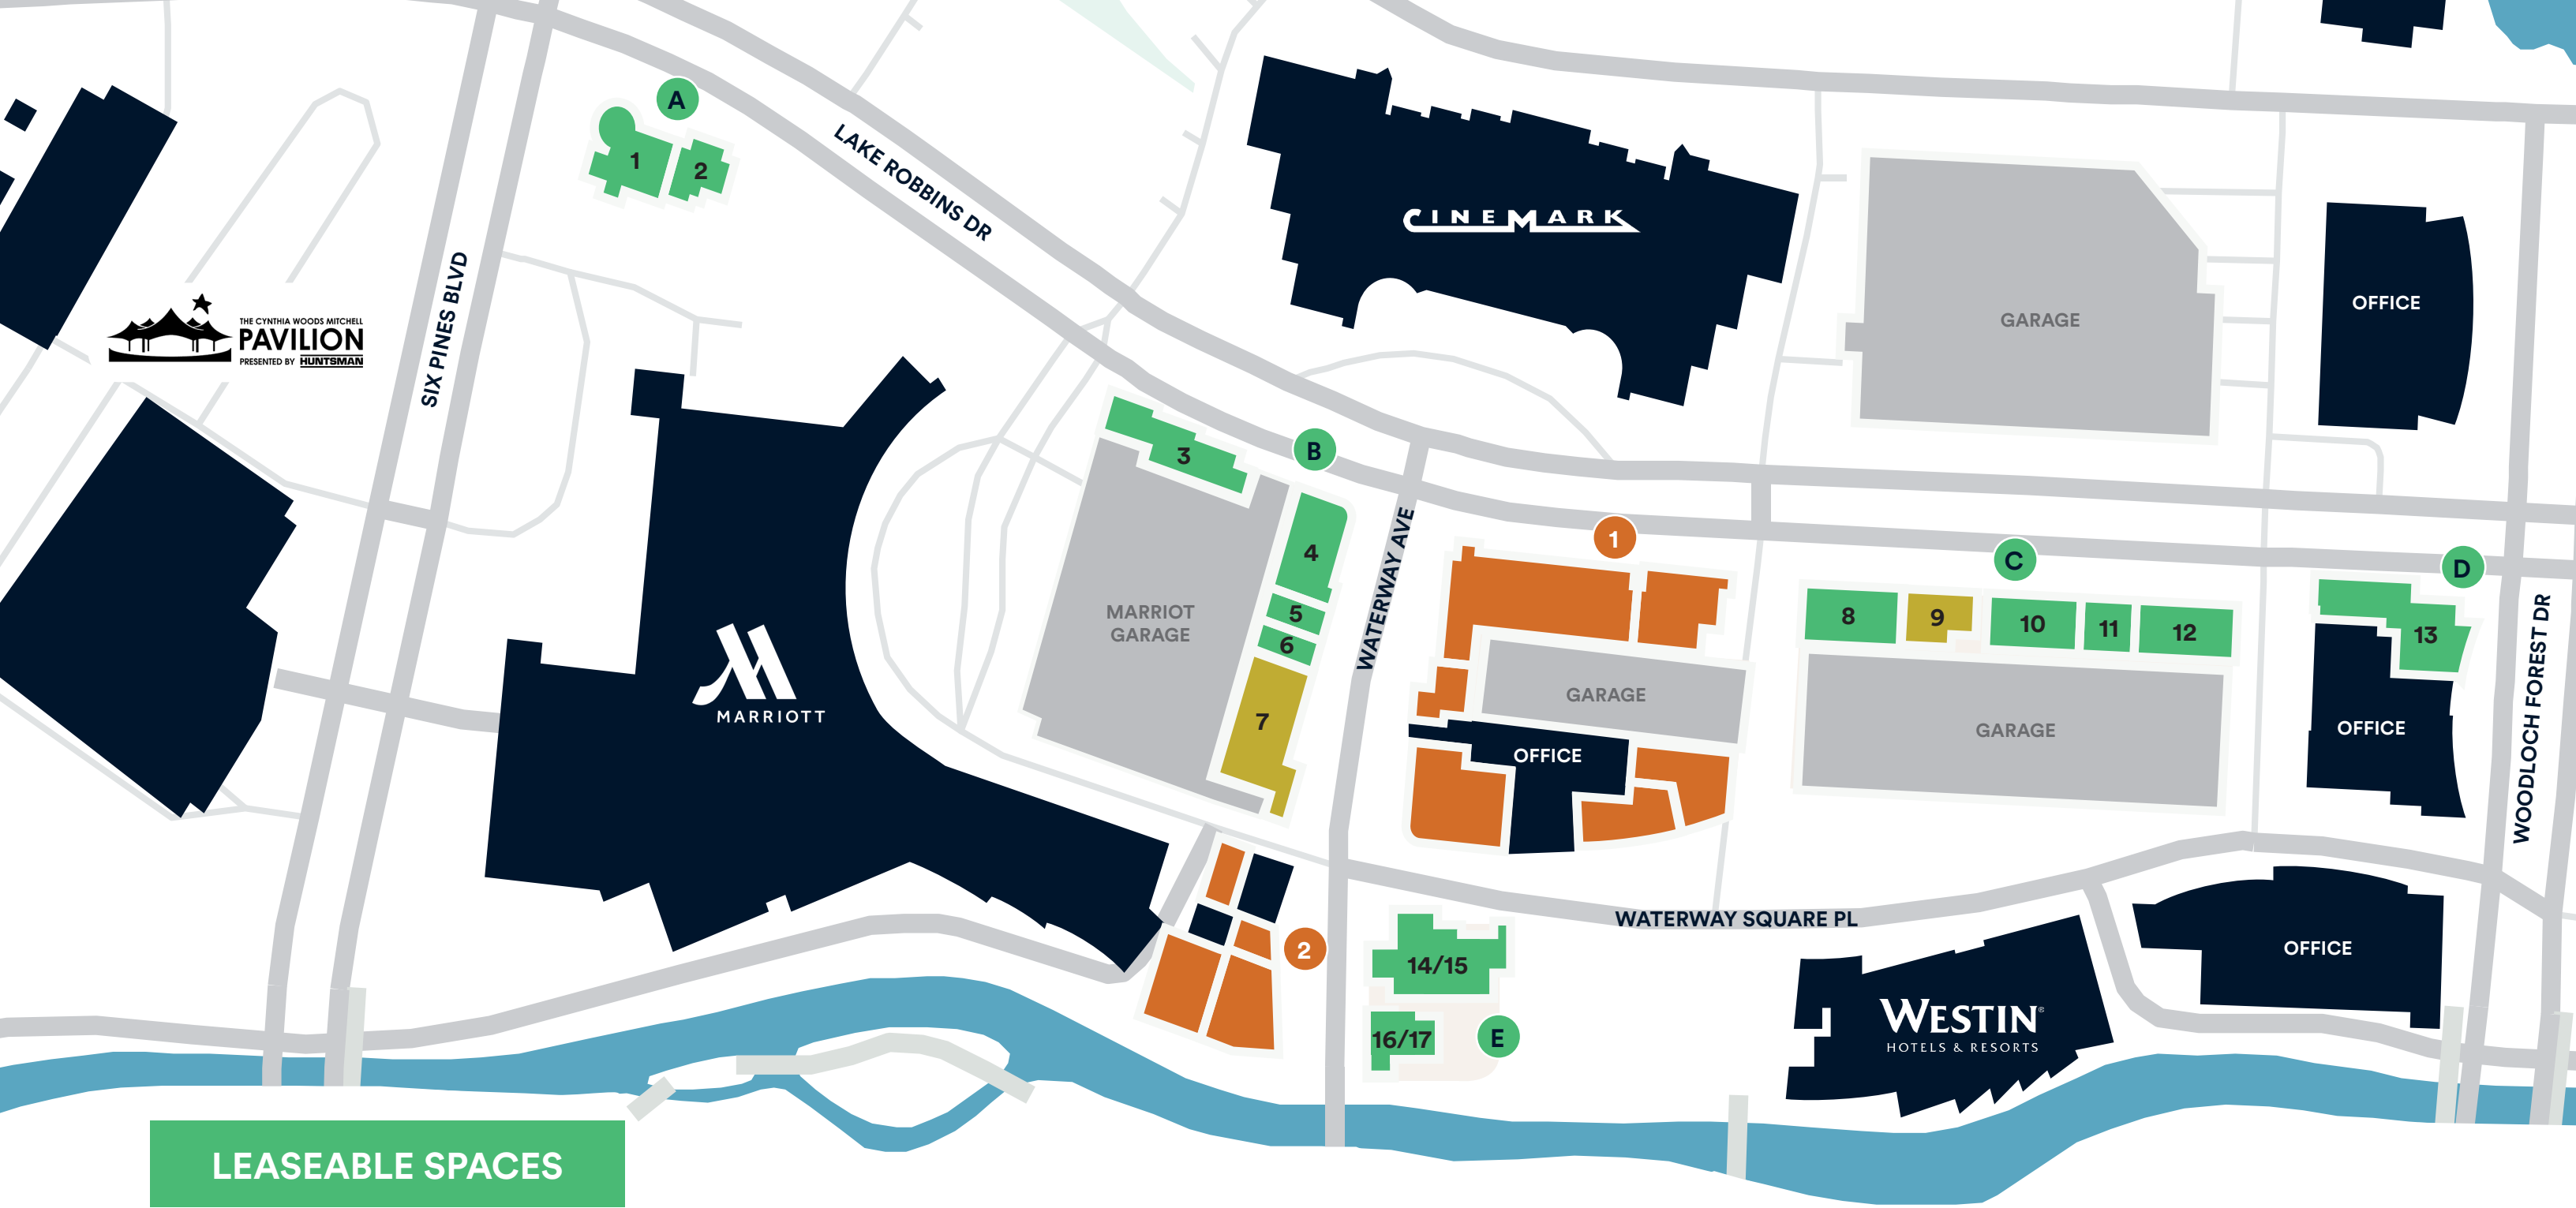 A
1
2
LAKE ROBBINS DR
CINEMARK
GARAGE
OFFICE
THE CYNTHIA WOODS MITCHELL
PAVILION
PRESENTED BY HUNTSMAN
SIX PINES BLVD
3
B
4
5
6
7
MARRIOT
GARAGE
WATERWAY AVE
1
GARAGE
OFFICE
C
8
9
10
11
12
GARAGE
D
13
OFFICE
WOODLOCH FOREST DR
MARRIOTT
2
14/15
16/17
E
WATERWAY SQUARE PL
WESTIN®
HOTELS & RESORTS
OFFICE
LEASEABLE SPACES